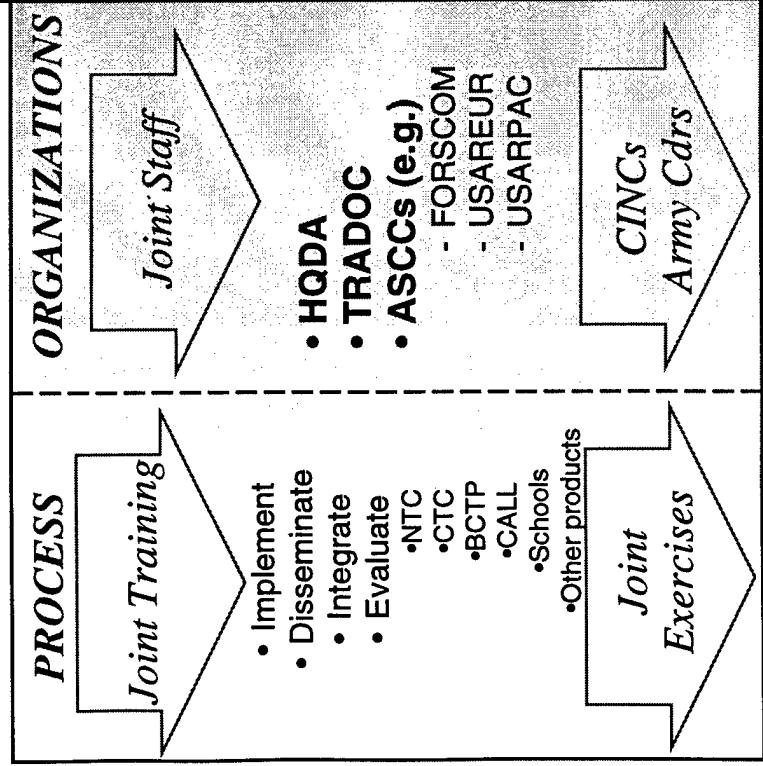 PROCESS
Joint Training
• Implement
• Disseminate
• Integrate
• Evaluate
•NTC
•CTC
•BCTP
•CALL
•Schools
•Other products
Joint
Exercises
ORGANIZATIONS
Joint Staff
• HQDA
• TRADOC
• ASCCs (e.g.)
- FORSCOM
- USAREUR
- USARPAC
CINCs
Army Cdrs